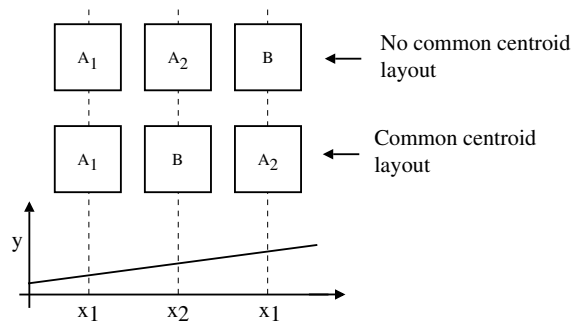 A1 A2 B
No common centroid
layout
A1 B A2
Common centroid
layout
y
x1 x2 x1